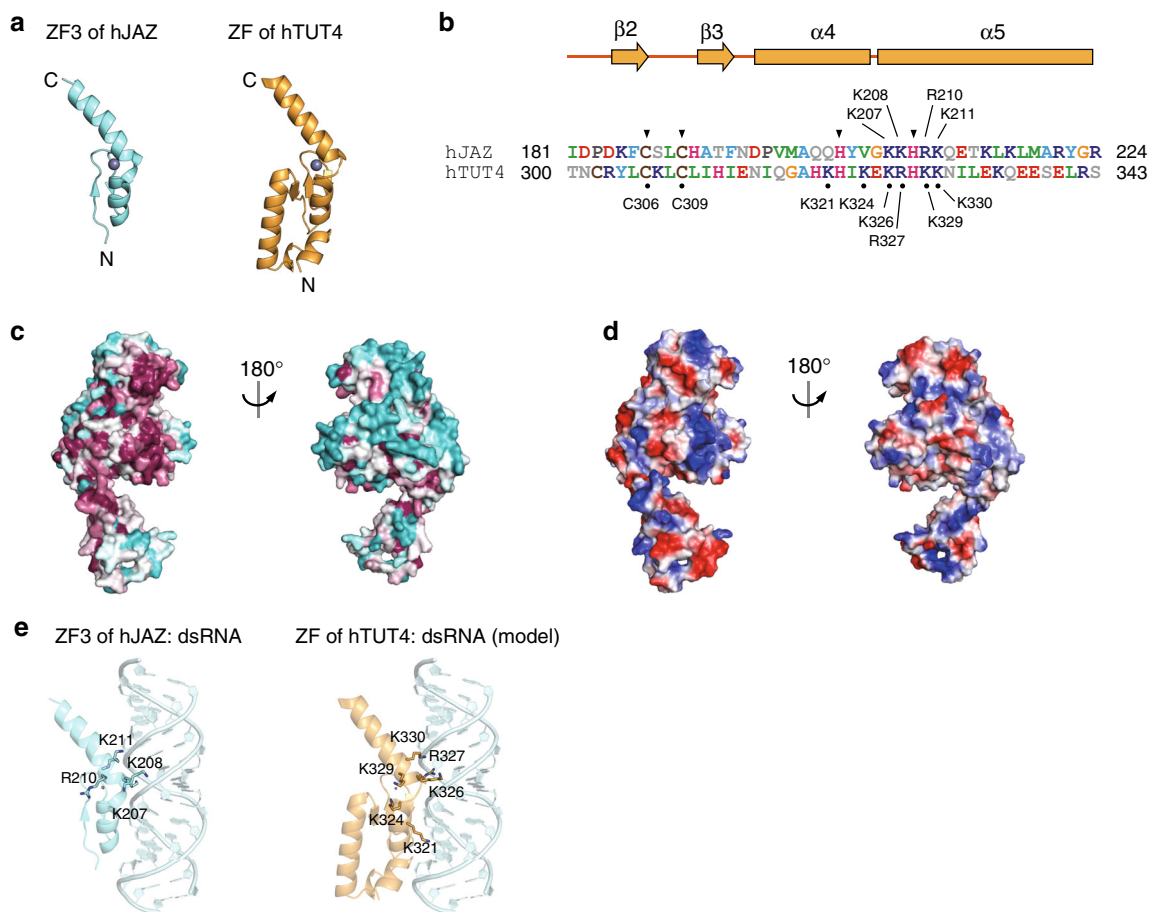 a
ZF3 of hJAZ
ZF of hTUT4
C
C
N
N
b
β2
β3
α4
α5
K208
R210
K207
K211
hJAZ 181 IDPDKFCSLCHATFNDPVMAQQHYVGKKHRKQETKLKLMARYGR 224
hTUT4 300 TNCRYLCKLCLIHIENIQGAHKHIKEKRHKKNILEKQEESELRS 343
C306
C309
K321
K324
K326
R327
K329
K330
c
180°
d
180°
e
ZF3 of hJAZ: dsRNA
ZF of hTUT4: dsRNA (model)
K211
K208
R210
K207
K330
R327
K329
K326
K324
K321